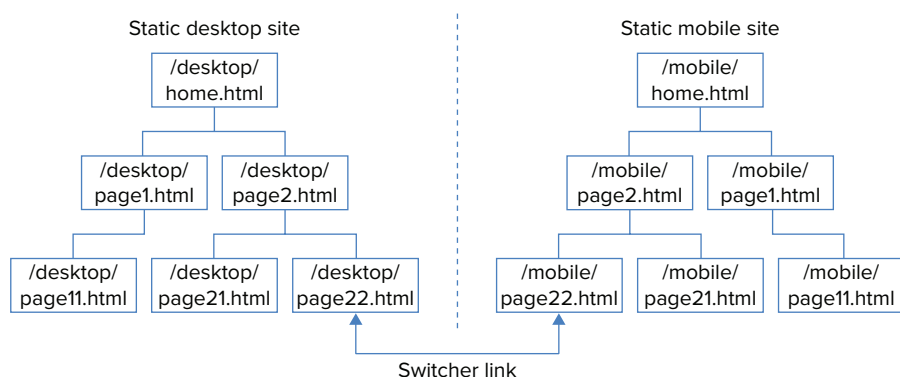 Static desktop site
Static mobile site
/desktop/
home.html
/mobile/
home.html
/desktop/
page1.html
/desktop/
page2.html
/mobile/
page2.html
/mobile/
page1.html
/desktop/
page11.html
/desktop/
page21.html
/desktop/
page22.html
/mobile/
page22.html
/mobile/
page21.html
/mobile/
page11.html
Switcher link